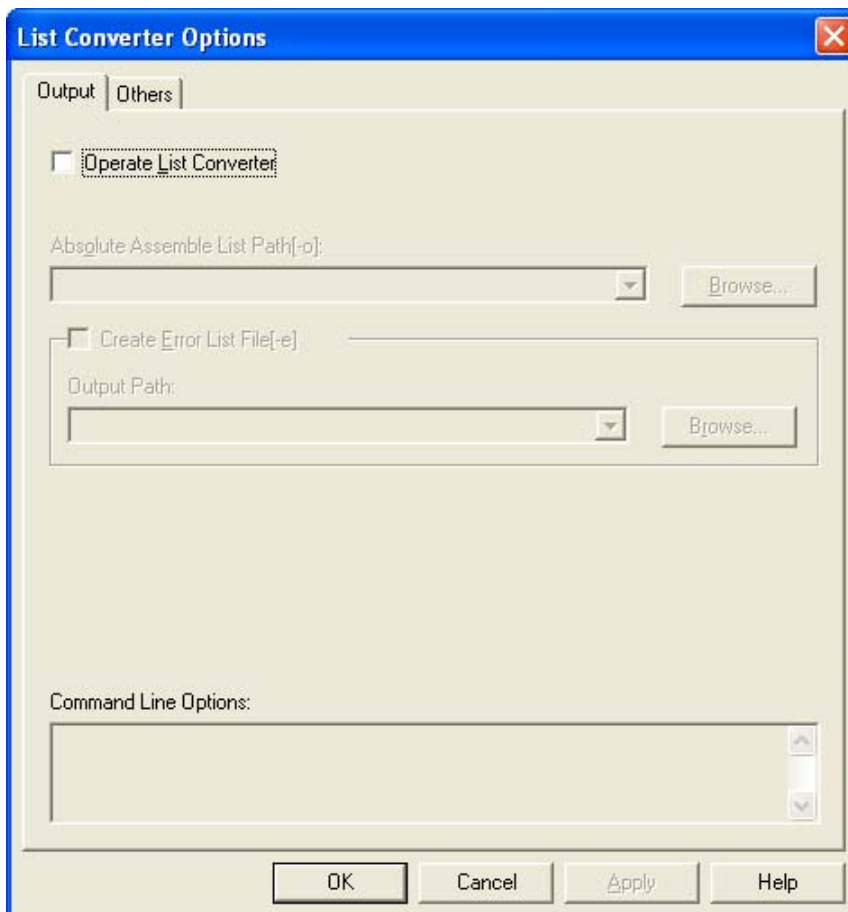 List Converter Options
Output
Others
Operate List Converter
Absolute Assemble List Path[-o]:
Browse...
Create Error List File[-e]
Output Path:
Browse...
Command Line Options:
OK
Cancel
Apply
Help